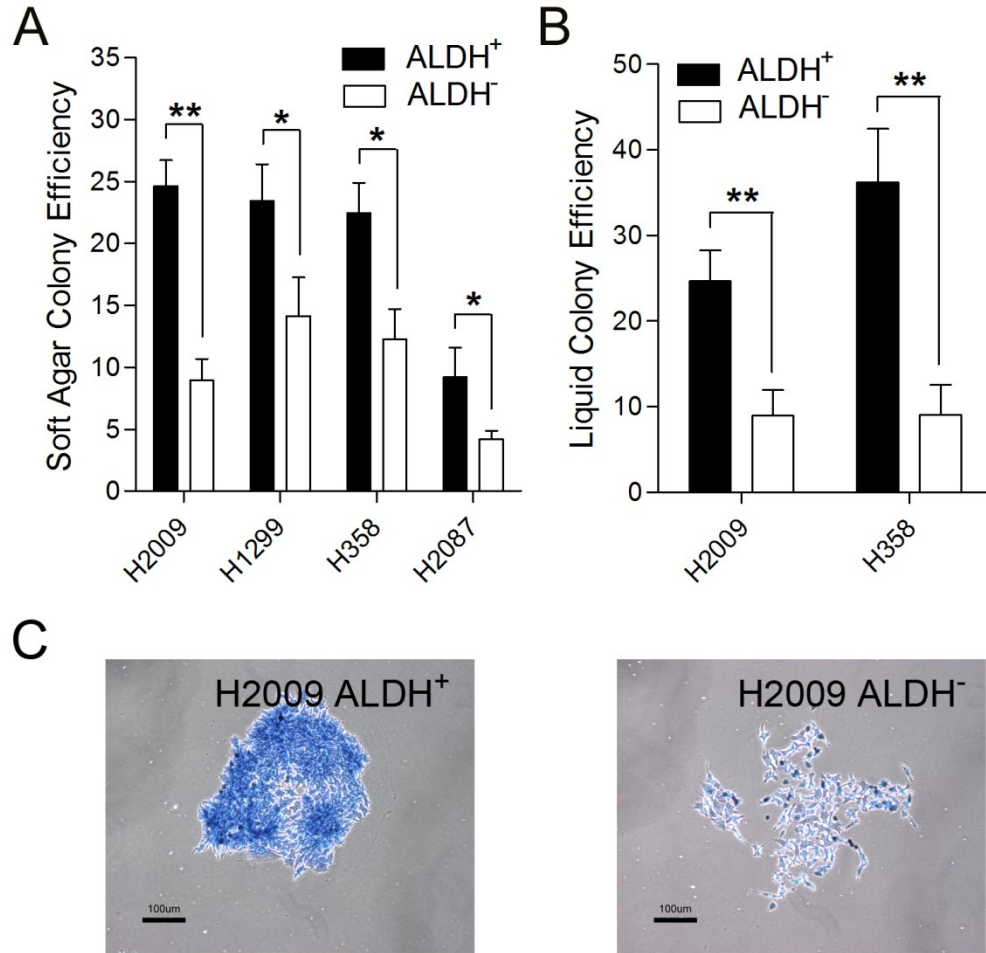 A
Soft Agar Colony Efficiency
35
30
25
20
15
10
5
0
ALDH⁺
ALDH⁻
**
*
*
*
H2009
H1299
H358
H2087
B
Liquid Colony Efficiency
50
40
30
20
10
0
ALDH⁺
ALDH⁻
**
**
H2009
H358
C
H2009 ALDH⁺
100um
H2009 ALDH⁻
100um